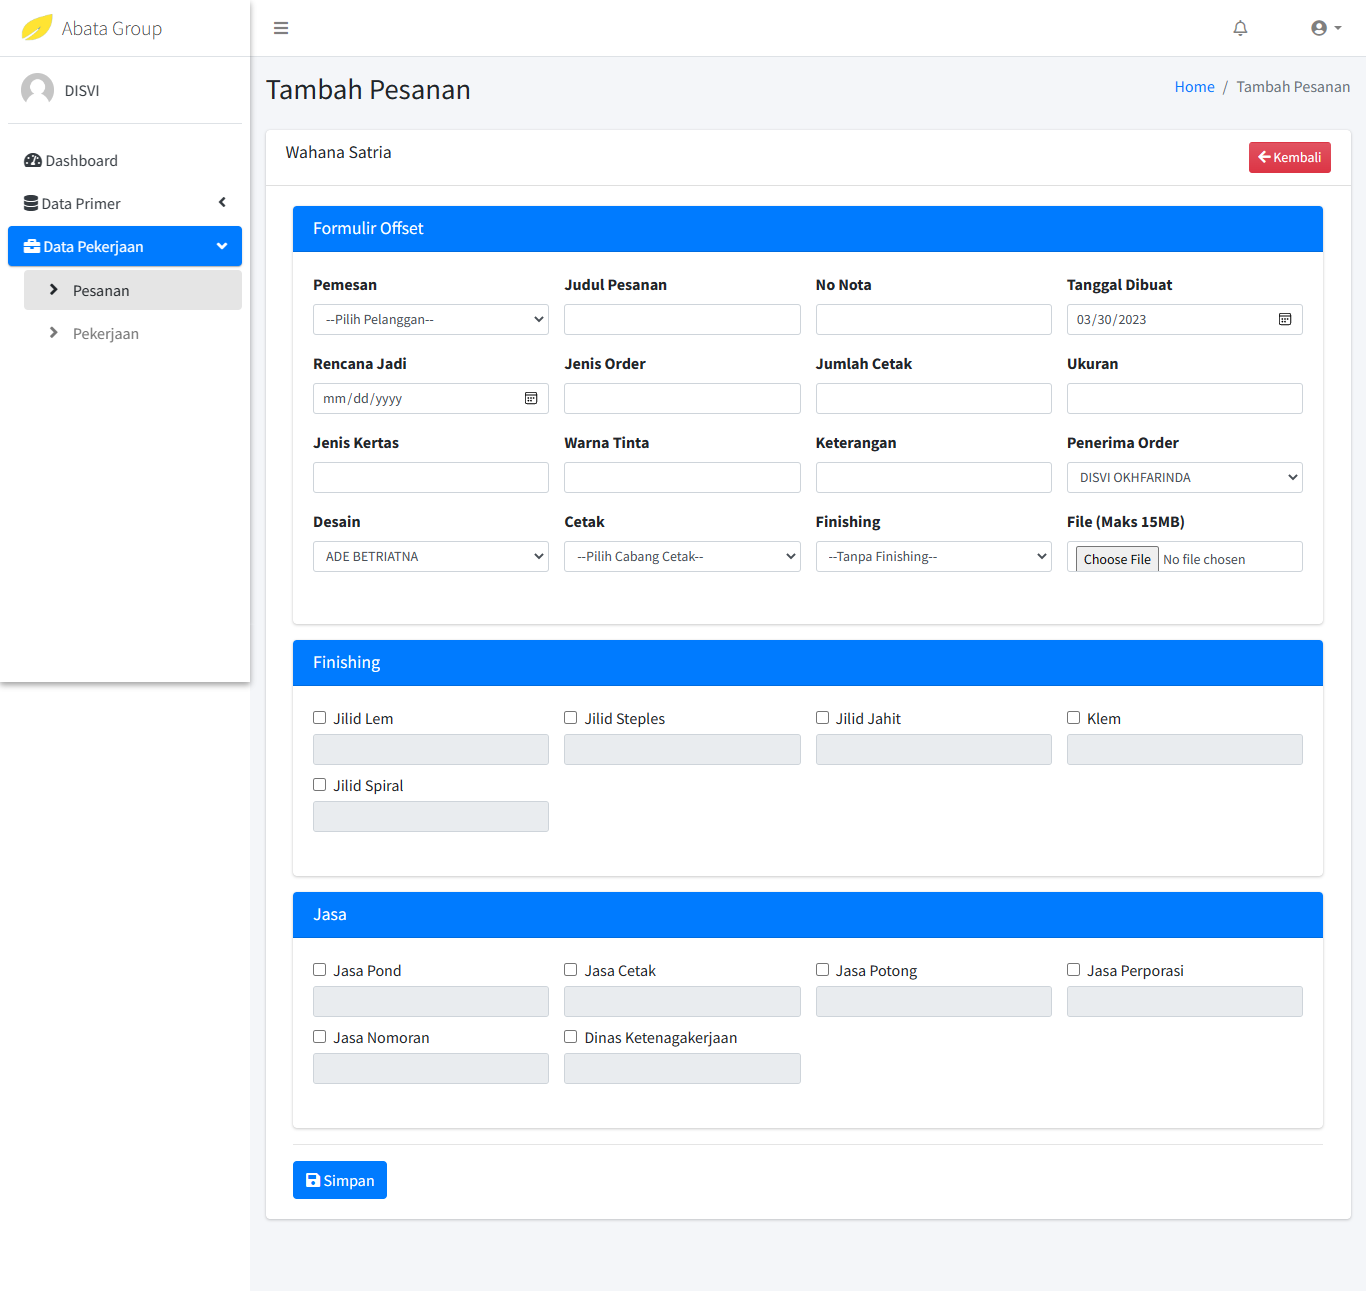 Abata Group
DISVI
Dashboard
Data Primer
Data Pekerjaan
Pesanan
Pekerjaan
Tambah Pesanan
Home / Tambah Pesanan
Wahana Satria
Kembali
Formulir Offset
Pemesan Judul Pesanan No Nota Tanggal Dibuat
--Pilih Pelanggan-- 03/30/2023
Rencana Jadi Jenis Order Jumlah Cetak Ukuran
mm/dd/yyyy
Jenis Kertas Warna Tinta Keterangan Penerima Order
DISVI OKHFARINDA
Desain Cetak Finishing File (Maks 15MB)
ADE BETRIATNA --Pilih Cabang Cetak-- --Tanpa Finishing-- Choose File No file chosen
Finishing
Jilid Lem Jilid Steples Jilid Jahit Klem
Jilid Spiral
Jasa
Jasa Pond Jasa Cetak Jasa Potong Jasa Perporasi
Jasa Nomoran Dinas Ketenagakerjaan
Simpan